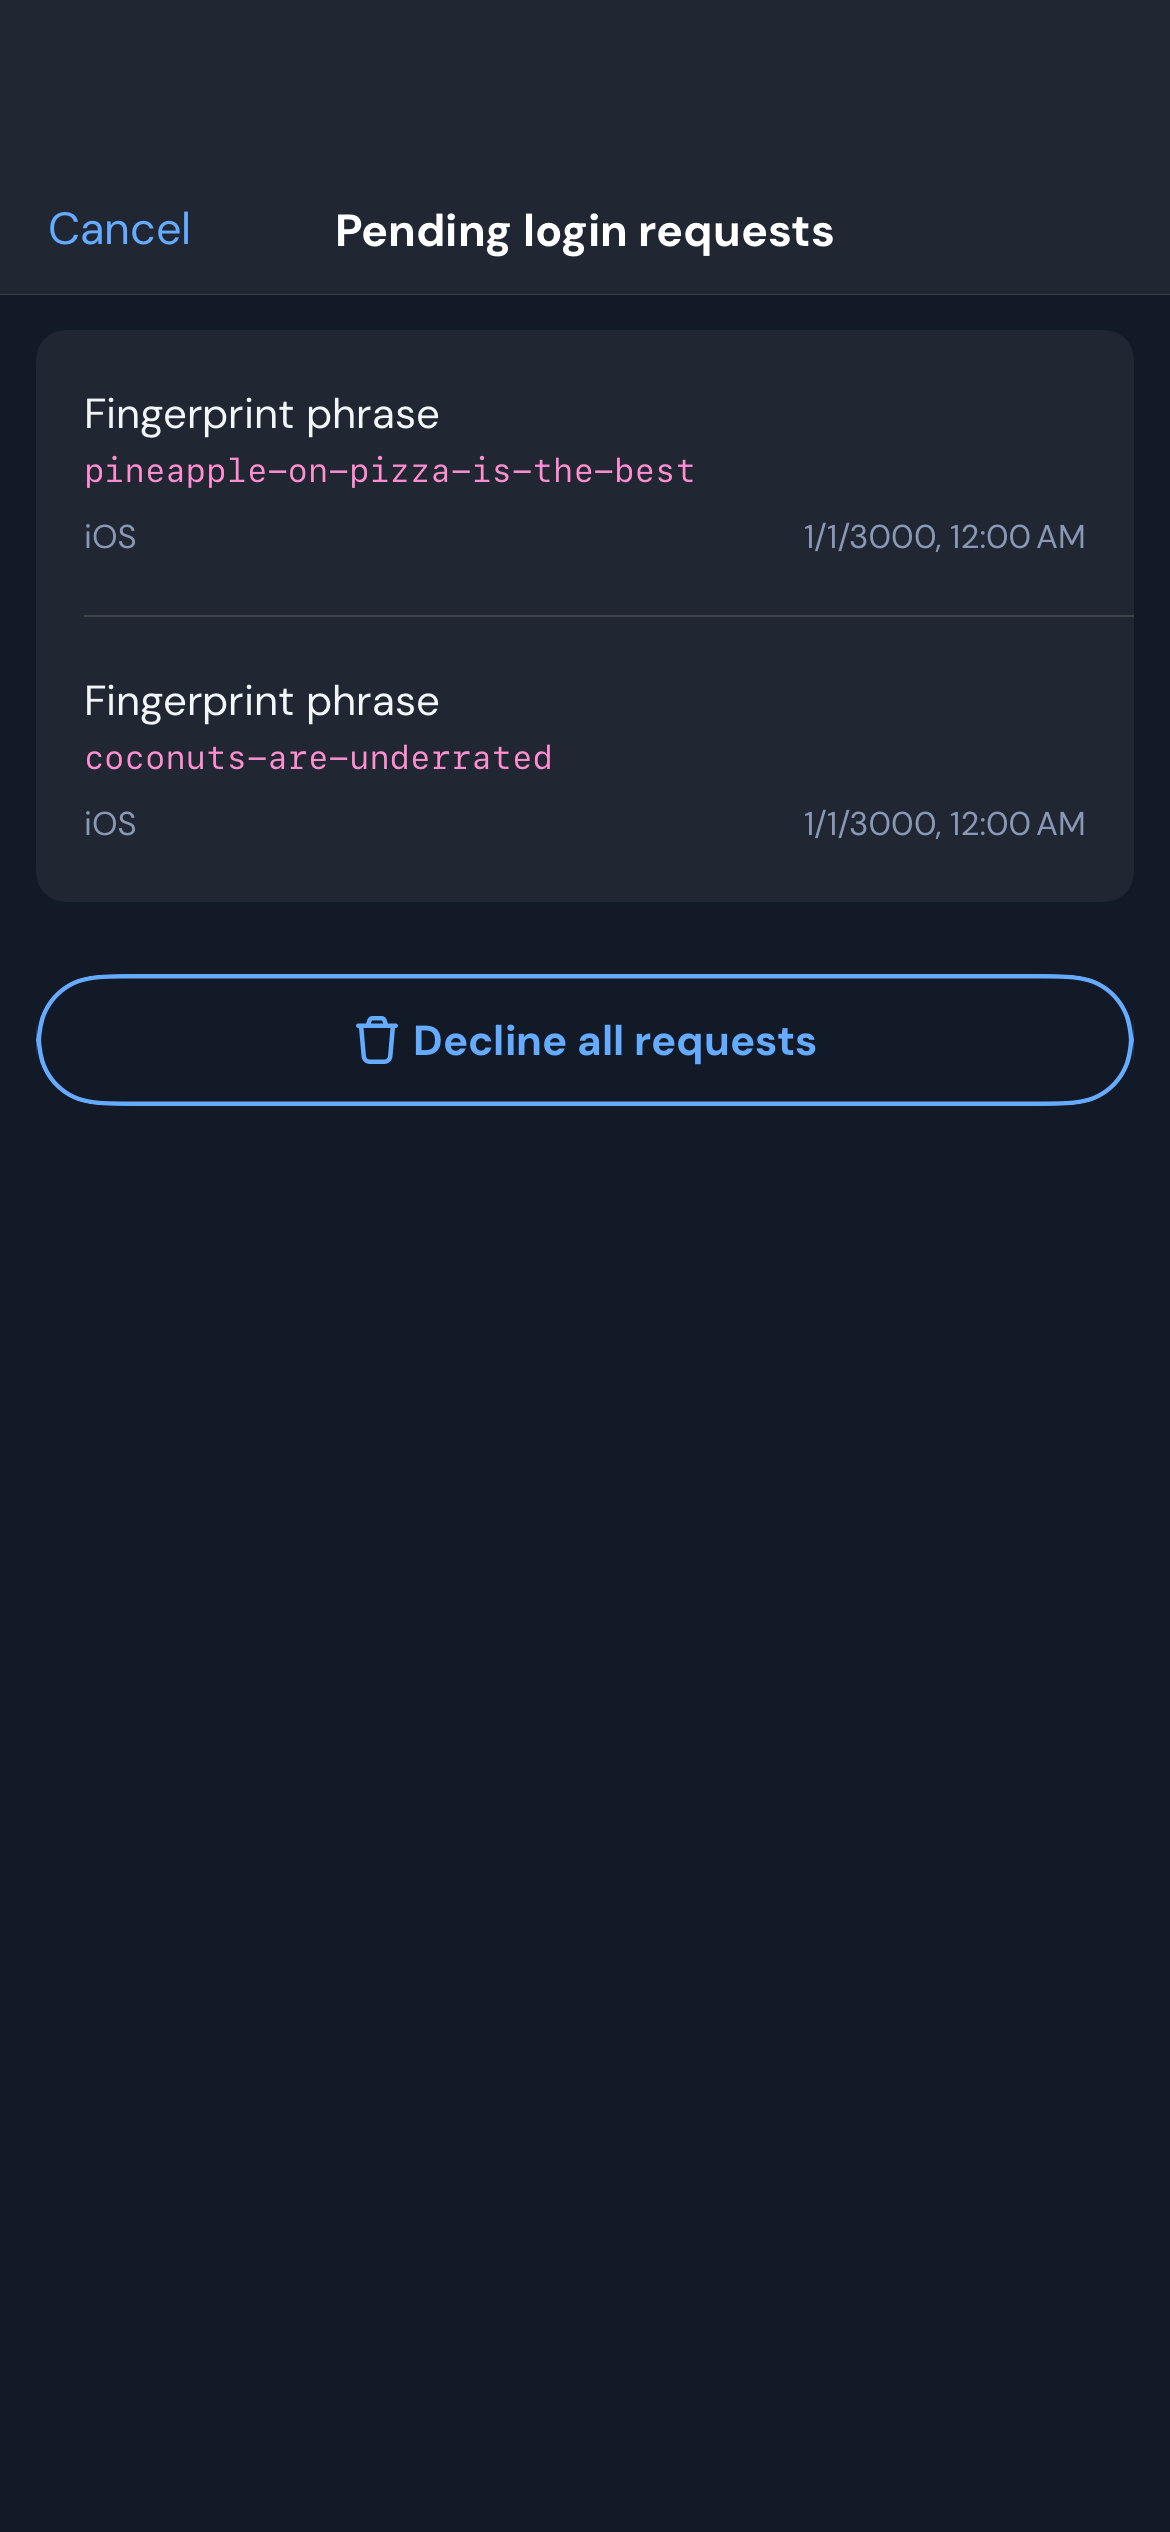 Cancel
Pending login requests
Fingerprint phrase
pineapple-on-pizza-is-the-best
iOS
1/1/3000, 12:00 AM
Fingerprint phrase
coconuts-are-underrated
iOS
1/1/3000, 12:00 AM
Decline all requests